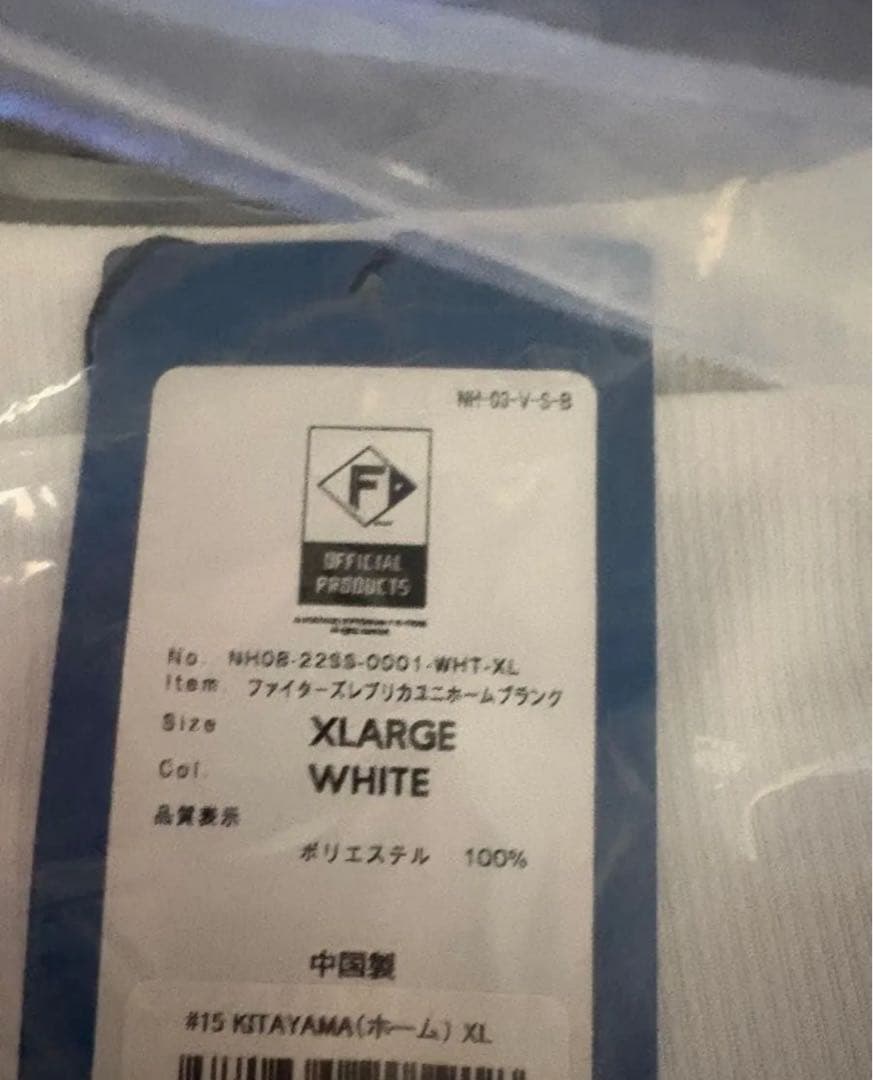 NH-03-V-S-B
F
OFFICIAL
PRODUCTS
No. NH08-22SS-0001-WHT-XL
Item ファイターズレプリカユニホームブランク
Size XLARGE
Col. WHITE
品質表示
ポリエステル 100%
中国製
#15 KITAYAMA(ホーム) XL